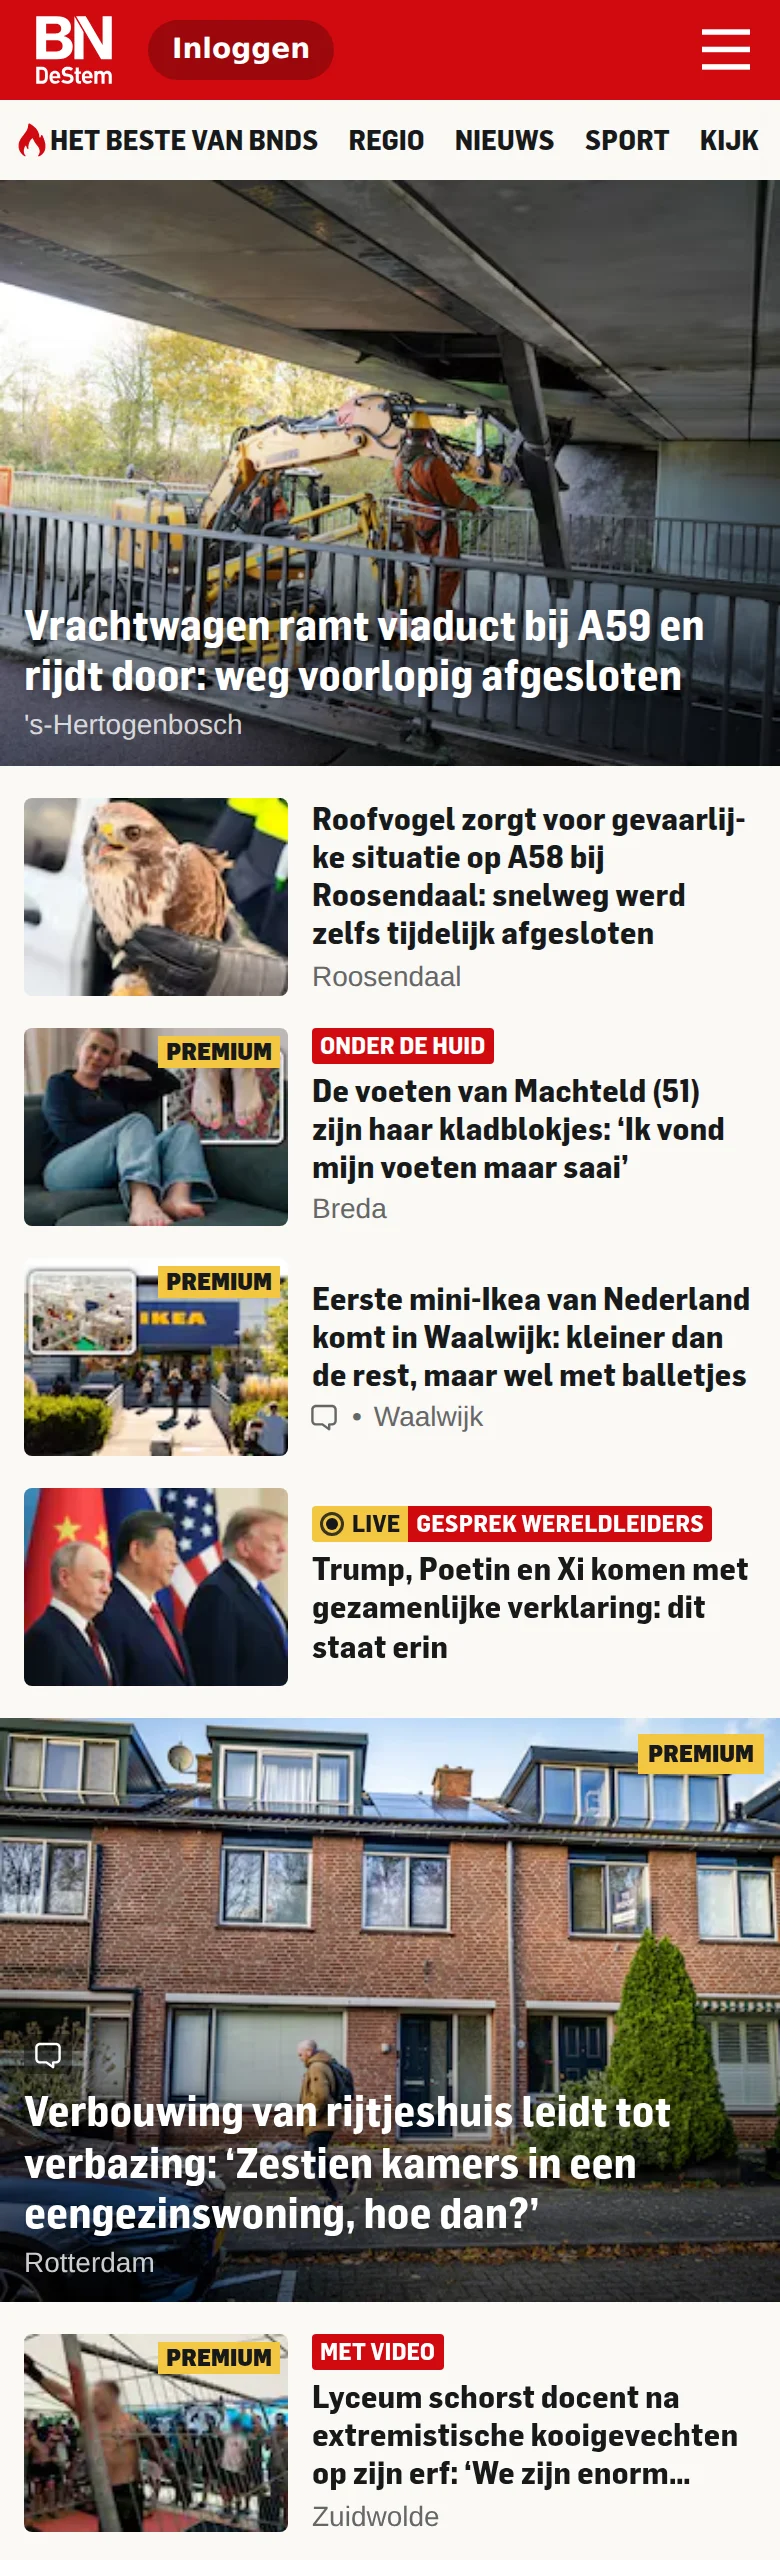 BN
DeStem
Inloggen
HET BESTE VAN BNDS REGIO NIEUWS SPORT KIJK
Vrachtwagen ramt viaduct bij A59 en
rijdt door: weg voorlopig afgesloten
's-Hertogenbosch
Roofvogel zorgt voor gevaarlij-
ke situatie op A58 bij
Roosendaal: snelweg werd
zelfs tijdelijk afgesloten
Roosendaal
PREMIUM
ONDER DE HUID
De voeten van Machteld (51)
zijn haar kladblokjes: ‘Ik vond
mijn voeten maar saai’
Breda
PREMIUM
IKEA
Eerste mini-Ikea van Nederland
komt in Waalwijk: kleiner dan
de rest, maar wel met balletjes
• Waalwijk
LIVE GESPREK WERELDLEIDERS
Trump, Poetin en Xi komen met
gezamenlijke verklaring: dit
staat erin
PREMIUM
Verbouwing van rijtjeshuis leidt tot
verbazing: ‘Zestien kamers in een
eengezinswoning, hoe dan?’
Rotterdam
PREMIUM
MET VIDEO
Lyceum schorst docent na
extremistische kooigevechten
op zijn erf: ‘We zijn enorm...
Zuidwolde